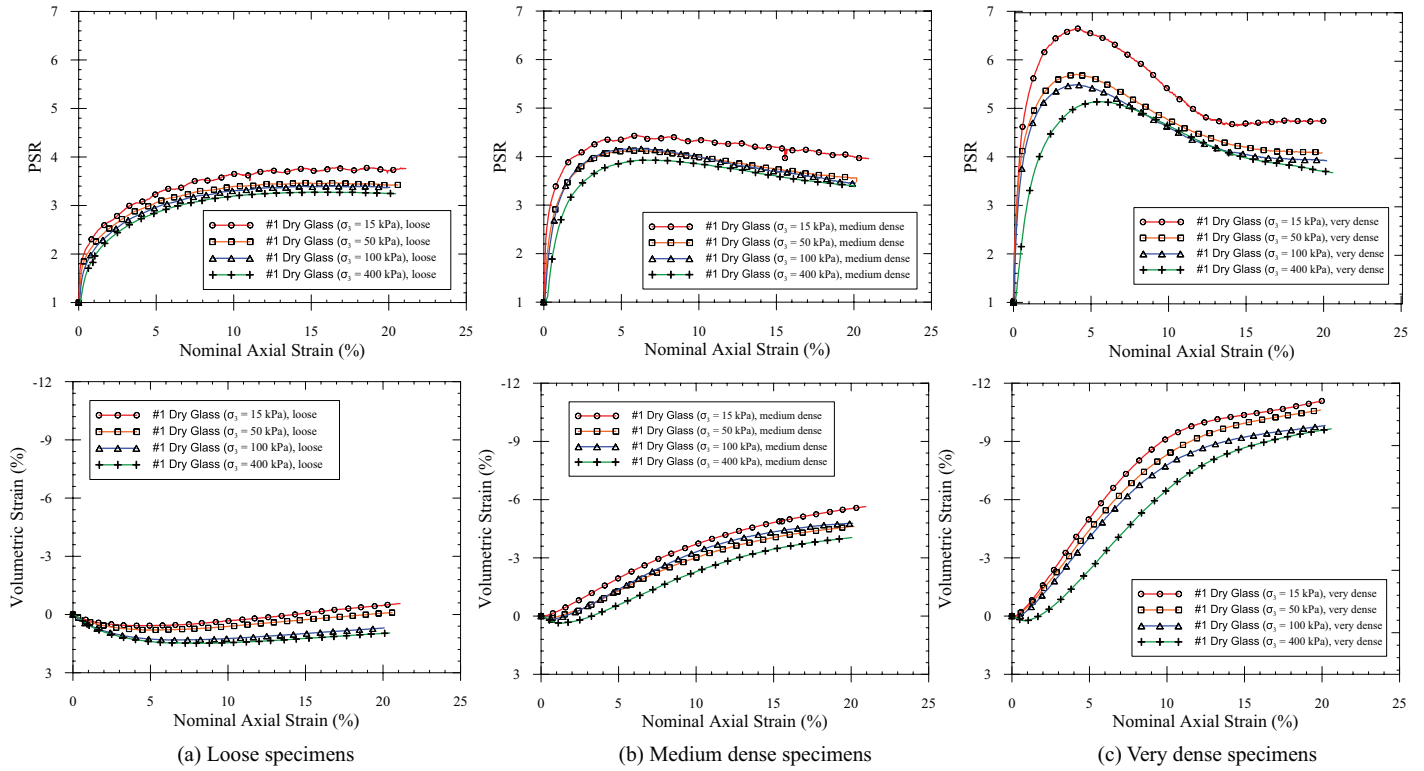 7
6
5
4
3
2
1
PSR
#1 Dry Glass (σ3 = 15 kPa), loose
#1 Dry Glass (σ3 = 50 kPa), loose
#1 Dry Glass (σ3 = 100 kPa), loose
#1 Dry Glass (σ3 = 400 kPa), loose
0 5 10 15 20 25
Nominal Axial Strain (%)
7
6
5
4
3
2
1
PSR
#1 Dry Glass (σ3 = 15 kPa), medium dense
#1 Dry Glass (σ3 = 50 kPa), medium dense
#1 Dry Glass (σ3 = 100 kPa), medium dense
#1 Dry Glass (σ3 = 400 kPa), medium dense
0 5 10 15 20 25
Nominal Axial Strain (%)
7
6
5
4
3
2
1
PSR
#1 Dry Glass (σ3 = 15 kPa), very dense
#1 Dry Glass (σ3 = 50 kPa), very dense
#1 Dry Glass (σ3 = 100 kPa), very dense
#1 Dry Glass (σ3 = 400 kPa), very dense
0 5 10 15 20 25
Nominal Axial Strain (%)
-12
-9
-6
-3
0
3
Volumetric Strain (%)
#1 Dry Glass (σ3 = 15 kPa), loose
#1 Dry Glass (σ3 = 50 kPa), loose
#1 Dry Glass (σ3 = 100 kPa), loose
#1 Dry Glass (σ3 = 400 kPa), loose
0 5 10 15 20 25
Nominal Axial Strain (%)
(a) Loose specimens
-12
-9
-6
-3
0
3
Volumetric Strain (%)
#1 Dry Glass (σ3 = 15 kPa), medium dense
#1 Dry Glass (σ3 = 50 kPa), medium dense
#1 Dry Glass (σ3 = 100 kPa), medium dense
#1 Dry Glass (σ3 = 400 kPa), medium dense
0 5 10 15 20 25
Nominal Axial Strain (%)
(b) Medium dense specimens
-12
-9
-6
-3
0
3
Volumetric Strain (%)
#1 Dry Glass (σ3 = 15 kPa), very dense
#1 Dry Glass (σ3 = 50 kPa), very dense
#1 Dry Glass (σ3 = 100 kPa), very dense
#1 Dry Glass (σ3 = 400 kPa), very dense
0 5 10 15 20 25
Nominal Axial Strain (%)
(c) Very dense specimens